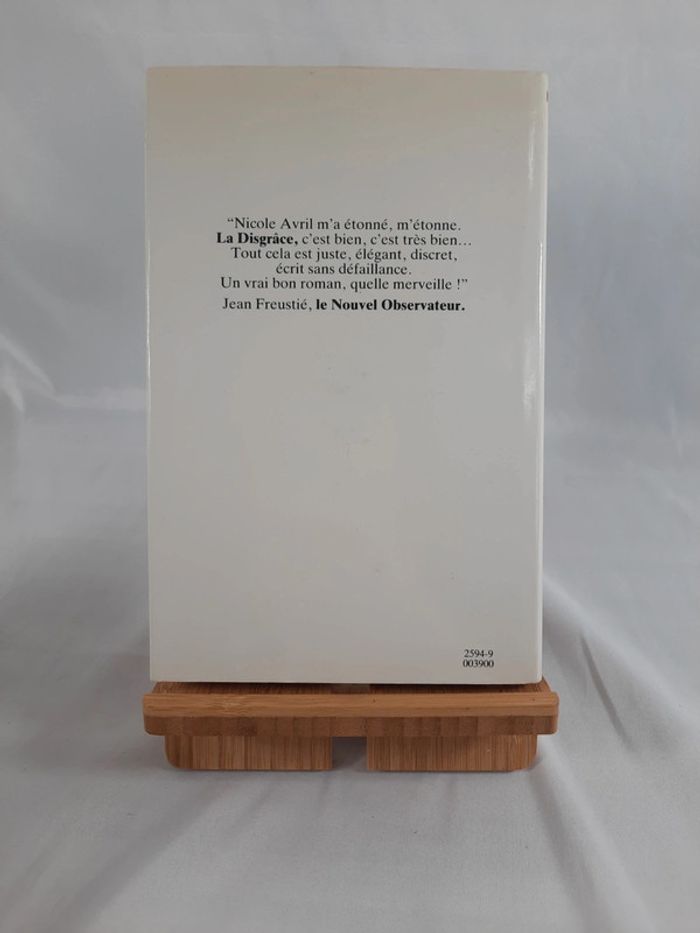 “Nicole Avril m'a étonné, m'étonne.
La Disgrâce, c'est bien, c'est très bien...
Tout cela est juste, élégant, discret,
écrit sans défaillance.
Un vrai bon roman, quelle merveille !”
Jean Freustié, le Nouvel Observateur.
2594-9
003900